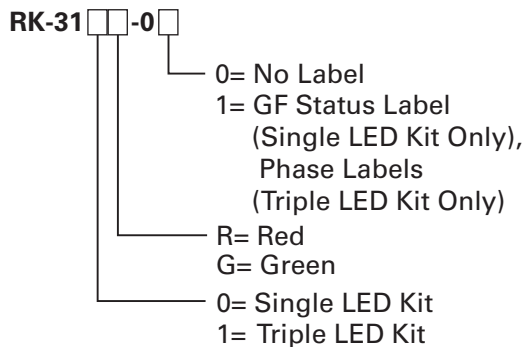 RK-31□□-0□
0= No Label
1= GF Status Label
(Single LED Kit Only),
Phase Labels
(Triple LED Kit Only)
R= Red
G= Green
0= Single LED Kit
1= Triple LED Kit